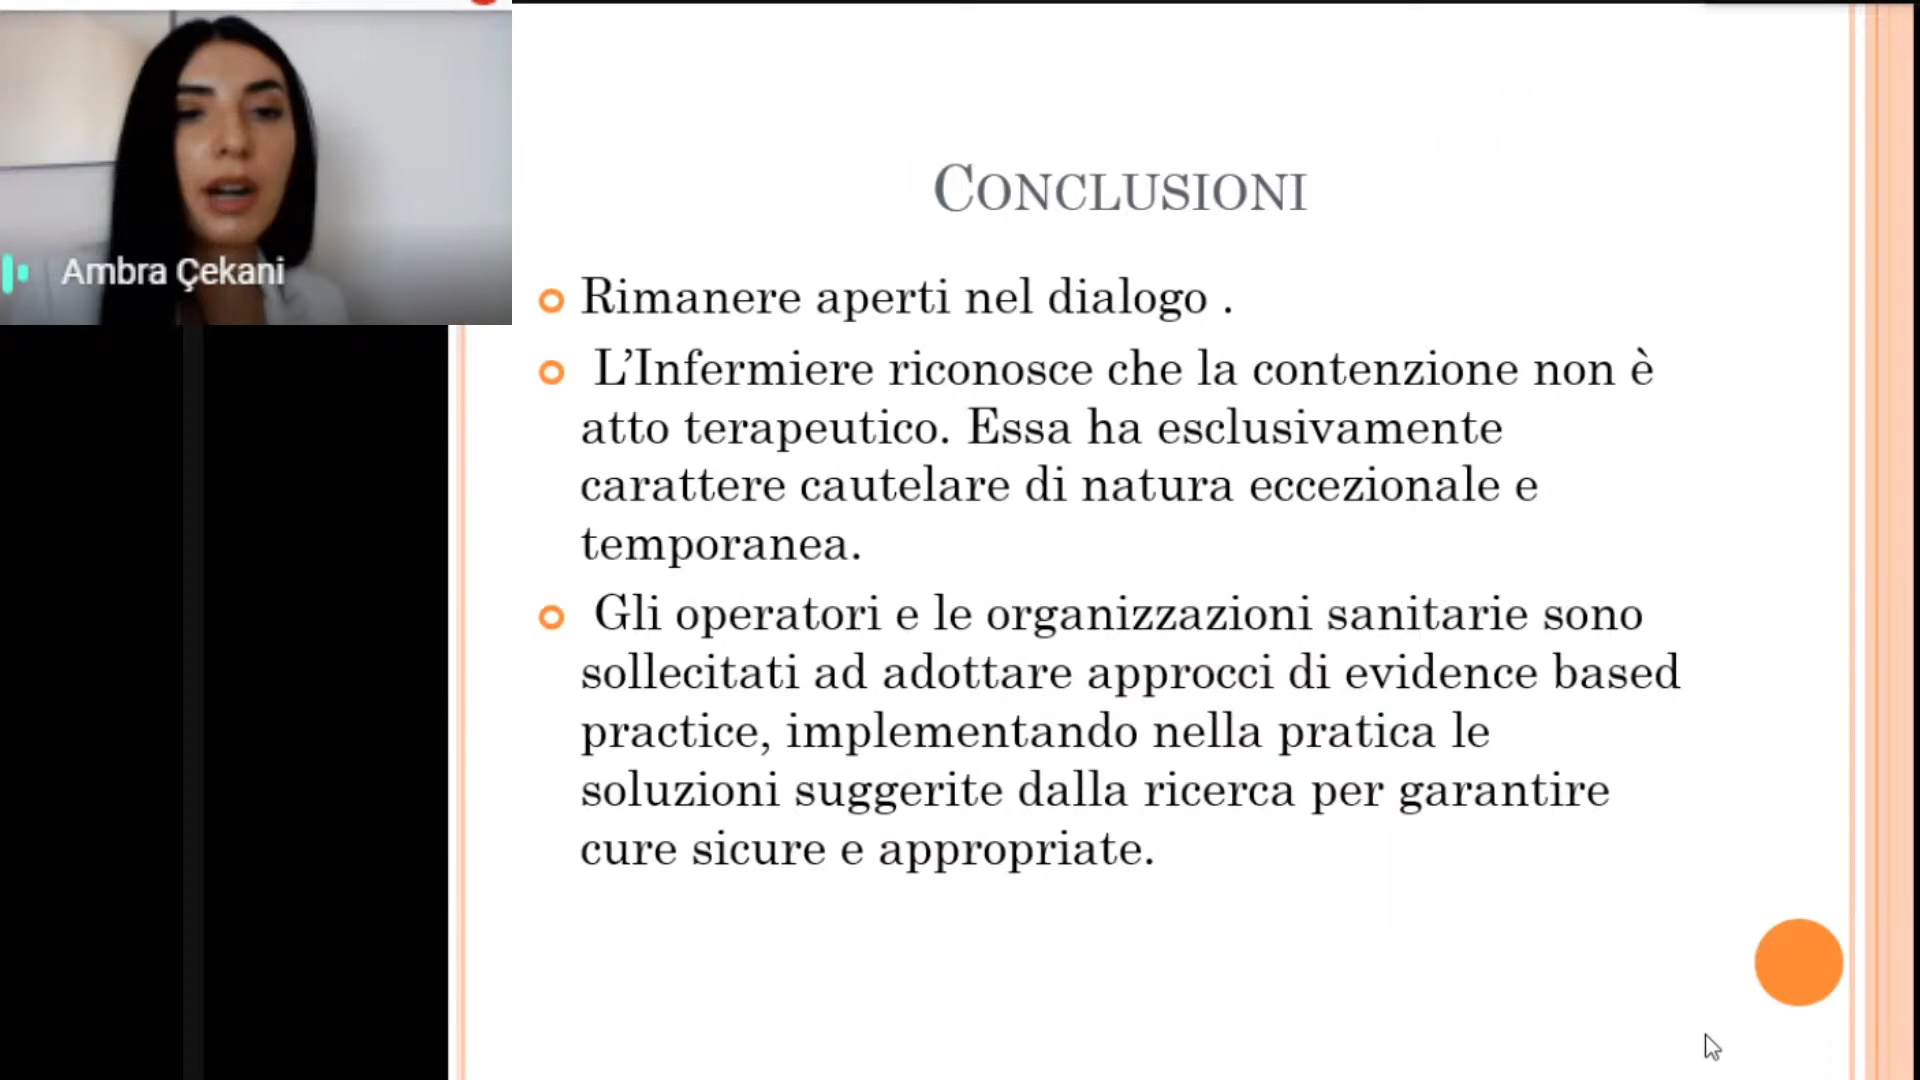 Ambra Çekani
CONCLUSIONI
Rimanere aperti nel dialogo .
L’Infermiere riconosce che la contenzione non è
atto terapeutico. Essa ha esclusivamente
carattere cautelare di natura eccezionale e
temporanea.
Gli operatori e le organizzazioni sanitarie sono
sollecitati ad adottare approcci di evidence based
practice, implementando nella pratica le
soluzioni suggerite dalla ricerca per garantire
cure sicure e appropriate.